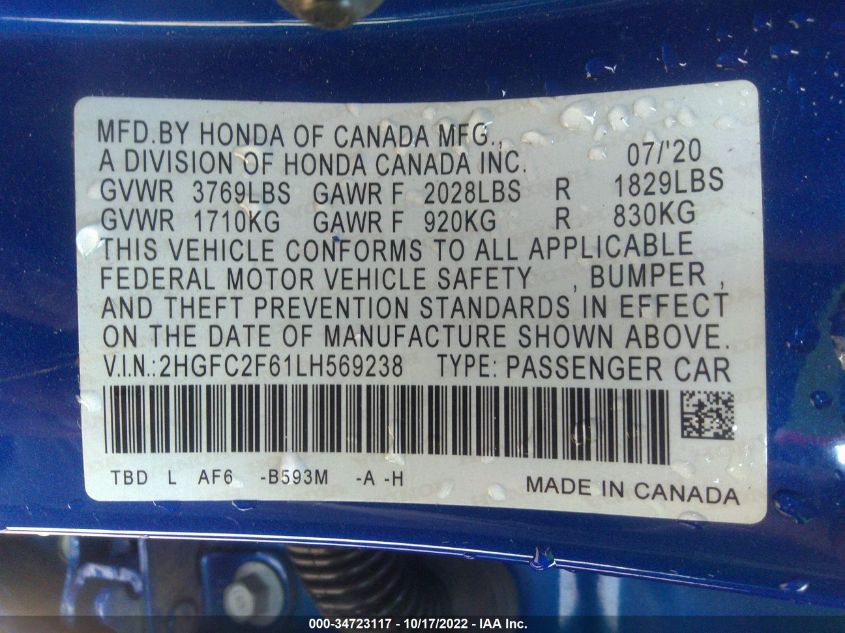 MFD.BY HONDA OF CANADA MFG.,
A DIVISION OF HONDA CANADA INC. 07/'20
GVWR 3769LBS GAWR F 2028LBS R 1829LBS
GVWR 1710KG GAWR F 920KG R 830KG
THIS VEHICLE CONFORMS TO ALL APPLICABLE
FEDERAL MOTOR VEHICLE SAFETY , BUMPER ,
AND THEFT PREVENTION STANDARDS IN EFFECT
ON THE DATE OF MANUFACTURE SHOWN ABOVE.
V.I.N.:2HGFC2F61LH569238 TYPE: PASSENGER CAR
TBD L AF6 -B593M -A -H MADE IN CANADA
000-34723117 - 10/17/2022 - IAA Inc.